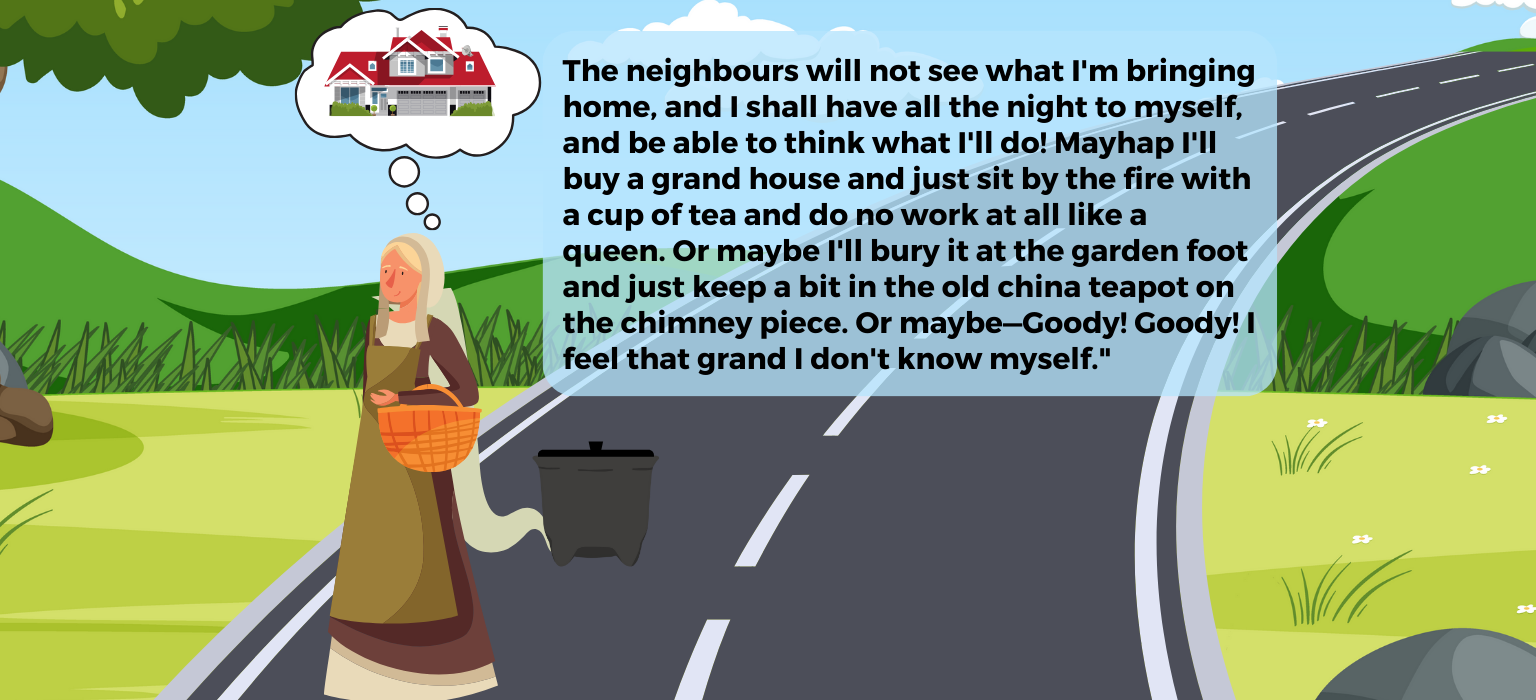 The neighbours will not see what I'm bringing
home, and I shall have all the night to myself,
and be able to think what I'll do! Mayhap I'll
buy a grand house and just sit by the fire with
a cup of tea and do no work at all like a
queen. Or maybe I'll bury it at the garden foot
and just keep a bit in the old china teapot on
the chimney piece. Or maybe—Goody! Goody! I
feel that grand I don't know myself."